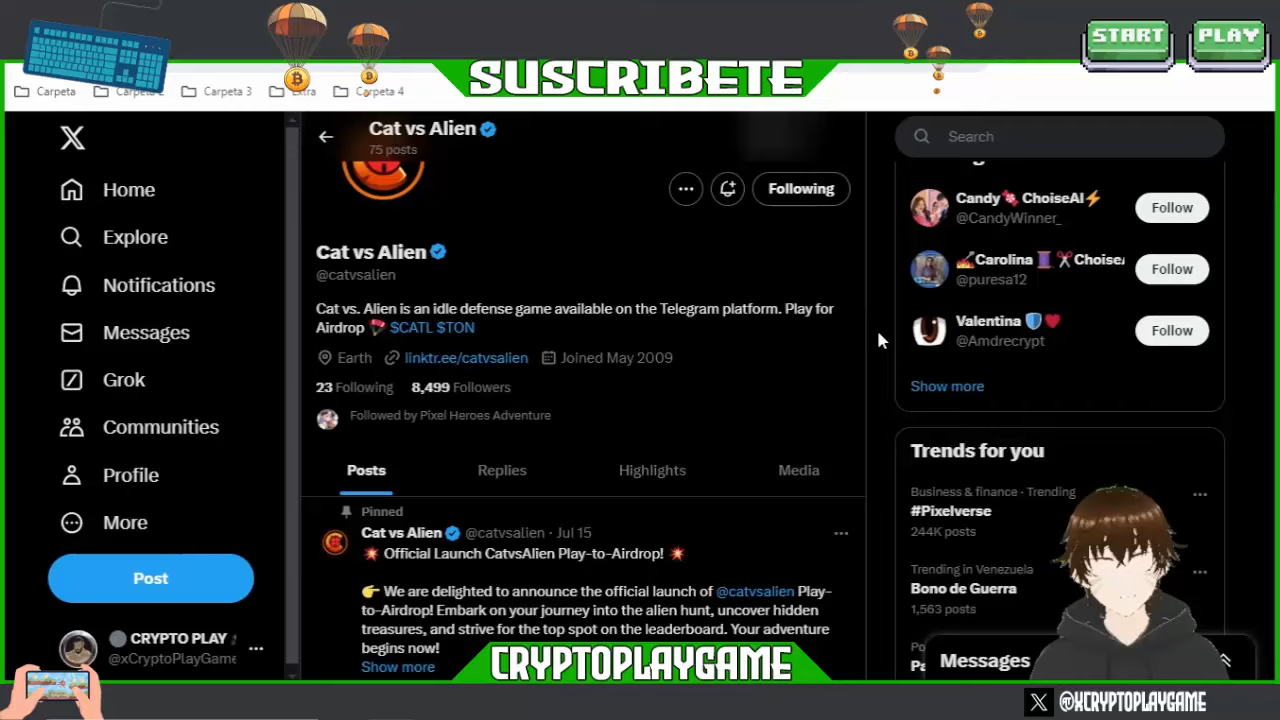 START PLAY
SUSCRIBETE
Carpeta
Carpeta 3
Extra
Carpeta 4
Cat vs Alien
75 posts
Search
Home
Explore
Notifications
Messages
Grok
Communities
Profile
More
Post
CRYPTO PLAY
@xCryptoPlayGame
Following
Cat vs Alien
@catvsalien
Cat vs. Alien is an idle defense game available on the Telegram platform. Play for
Airdrop $CATL $TON
Earth linktr.ee/catvsalien Joined May 2009
23 Following 8,499 Followers
Followed by Pixel Heroes Adventure
Posts Replies Highlights Media
Pinned
Cat vs Alien @catvsalien · Jul 15
💥 Official Launch CatvsAlien Play-to-Airdrop! 💥
👉 We are delighted to announce the official launch of @catvsalien Play-
to-Airdrop! Embark on your journey into the alien hunt, uncover hidden
treasures, and strive for the top spot on the leaderboard. Your adventure
begins now!
Show more
Candy🍬 ChoiseAI⚡
@CandyWinner_
Follow
Carolina
@puresa12
Follow
Valentina
@Amdrecrypt
Follow
Show more
Trends for you
Business & finance · Trending
#Pixelverse
244K posts
Trending in Venezuela
Bono de Guerra
1,563 posts
Messages
CRYPTOPLAYGAME
X @XCRYPTOPLAYGAME